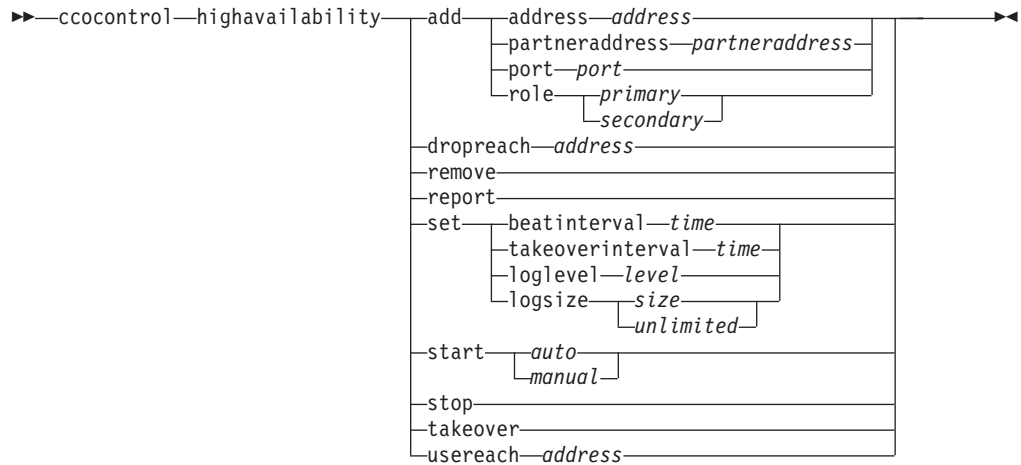 ccocontrol highavailability add address address
partneraddress partneraddress
port port
role primary
secondary
dropreach address
remove
report
set beatinterval time
takeoverinterval time
loglevel level
logsize size
unlimited
start auto
manual
stop
takeover
usereach address